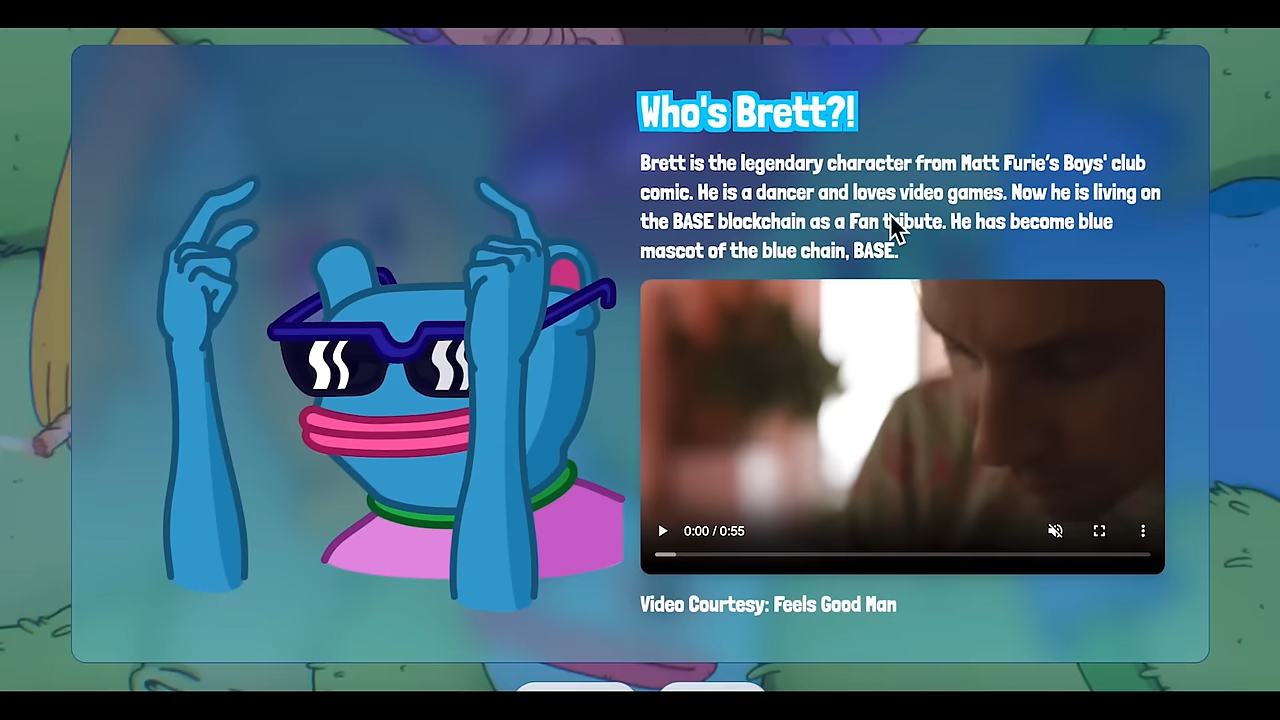 Who's Brett?!
Brett is the legendary character from Matt Furie's Boys' club
comic. He is a dancer and loves video games. Now he is living on
the BASE blockchain as a Fan tribute. He has become blue
mascot of the blue chain, BASE.
0:00 / 0:55
Video Courtesy: Feels Good Man